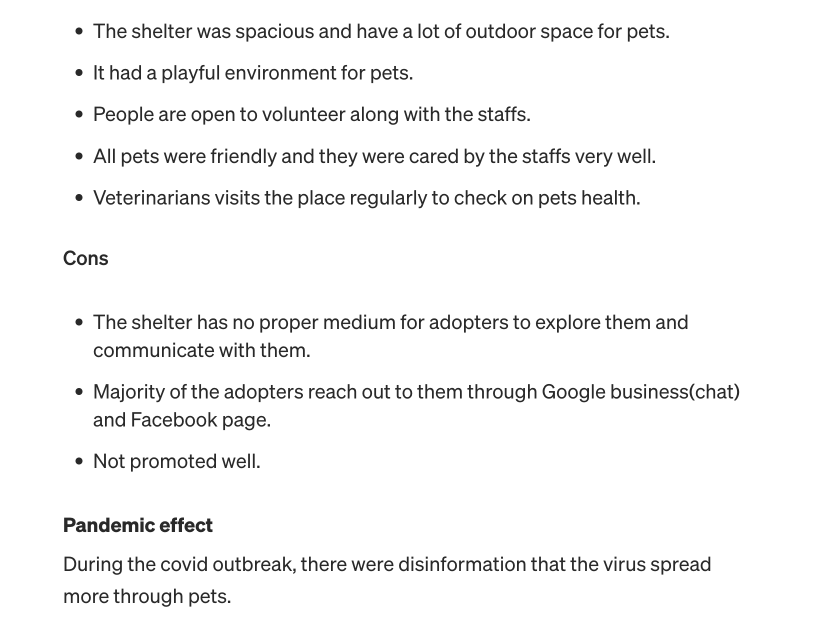 The shelter was spacious and have a lot of outdoor space for pets.
It had a playful environment for pets.
People are open to volunteer along with the staffs.
All pets were friendly and they were cared by the staffs very well.
Veterinarians visits the place regularly to check on pets health.
Cons
The shelter has no proper medium for adopters to explore them and
communicate with them.
Majority of the adopters reach out to them through Google business(chat)
and Facebook page.
Not promoted well.
Pandemic effect
During the covid outbreak, there were disinformation that the virus spread
more through pets.